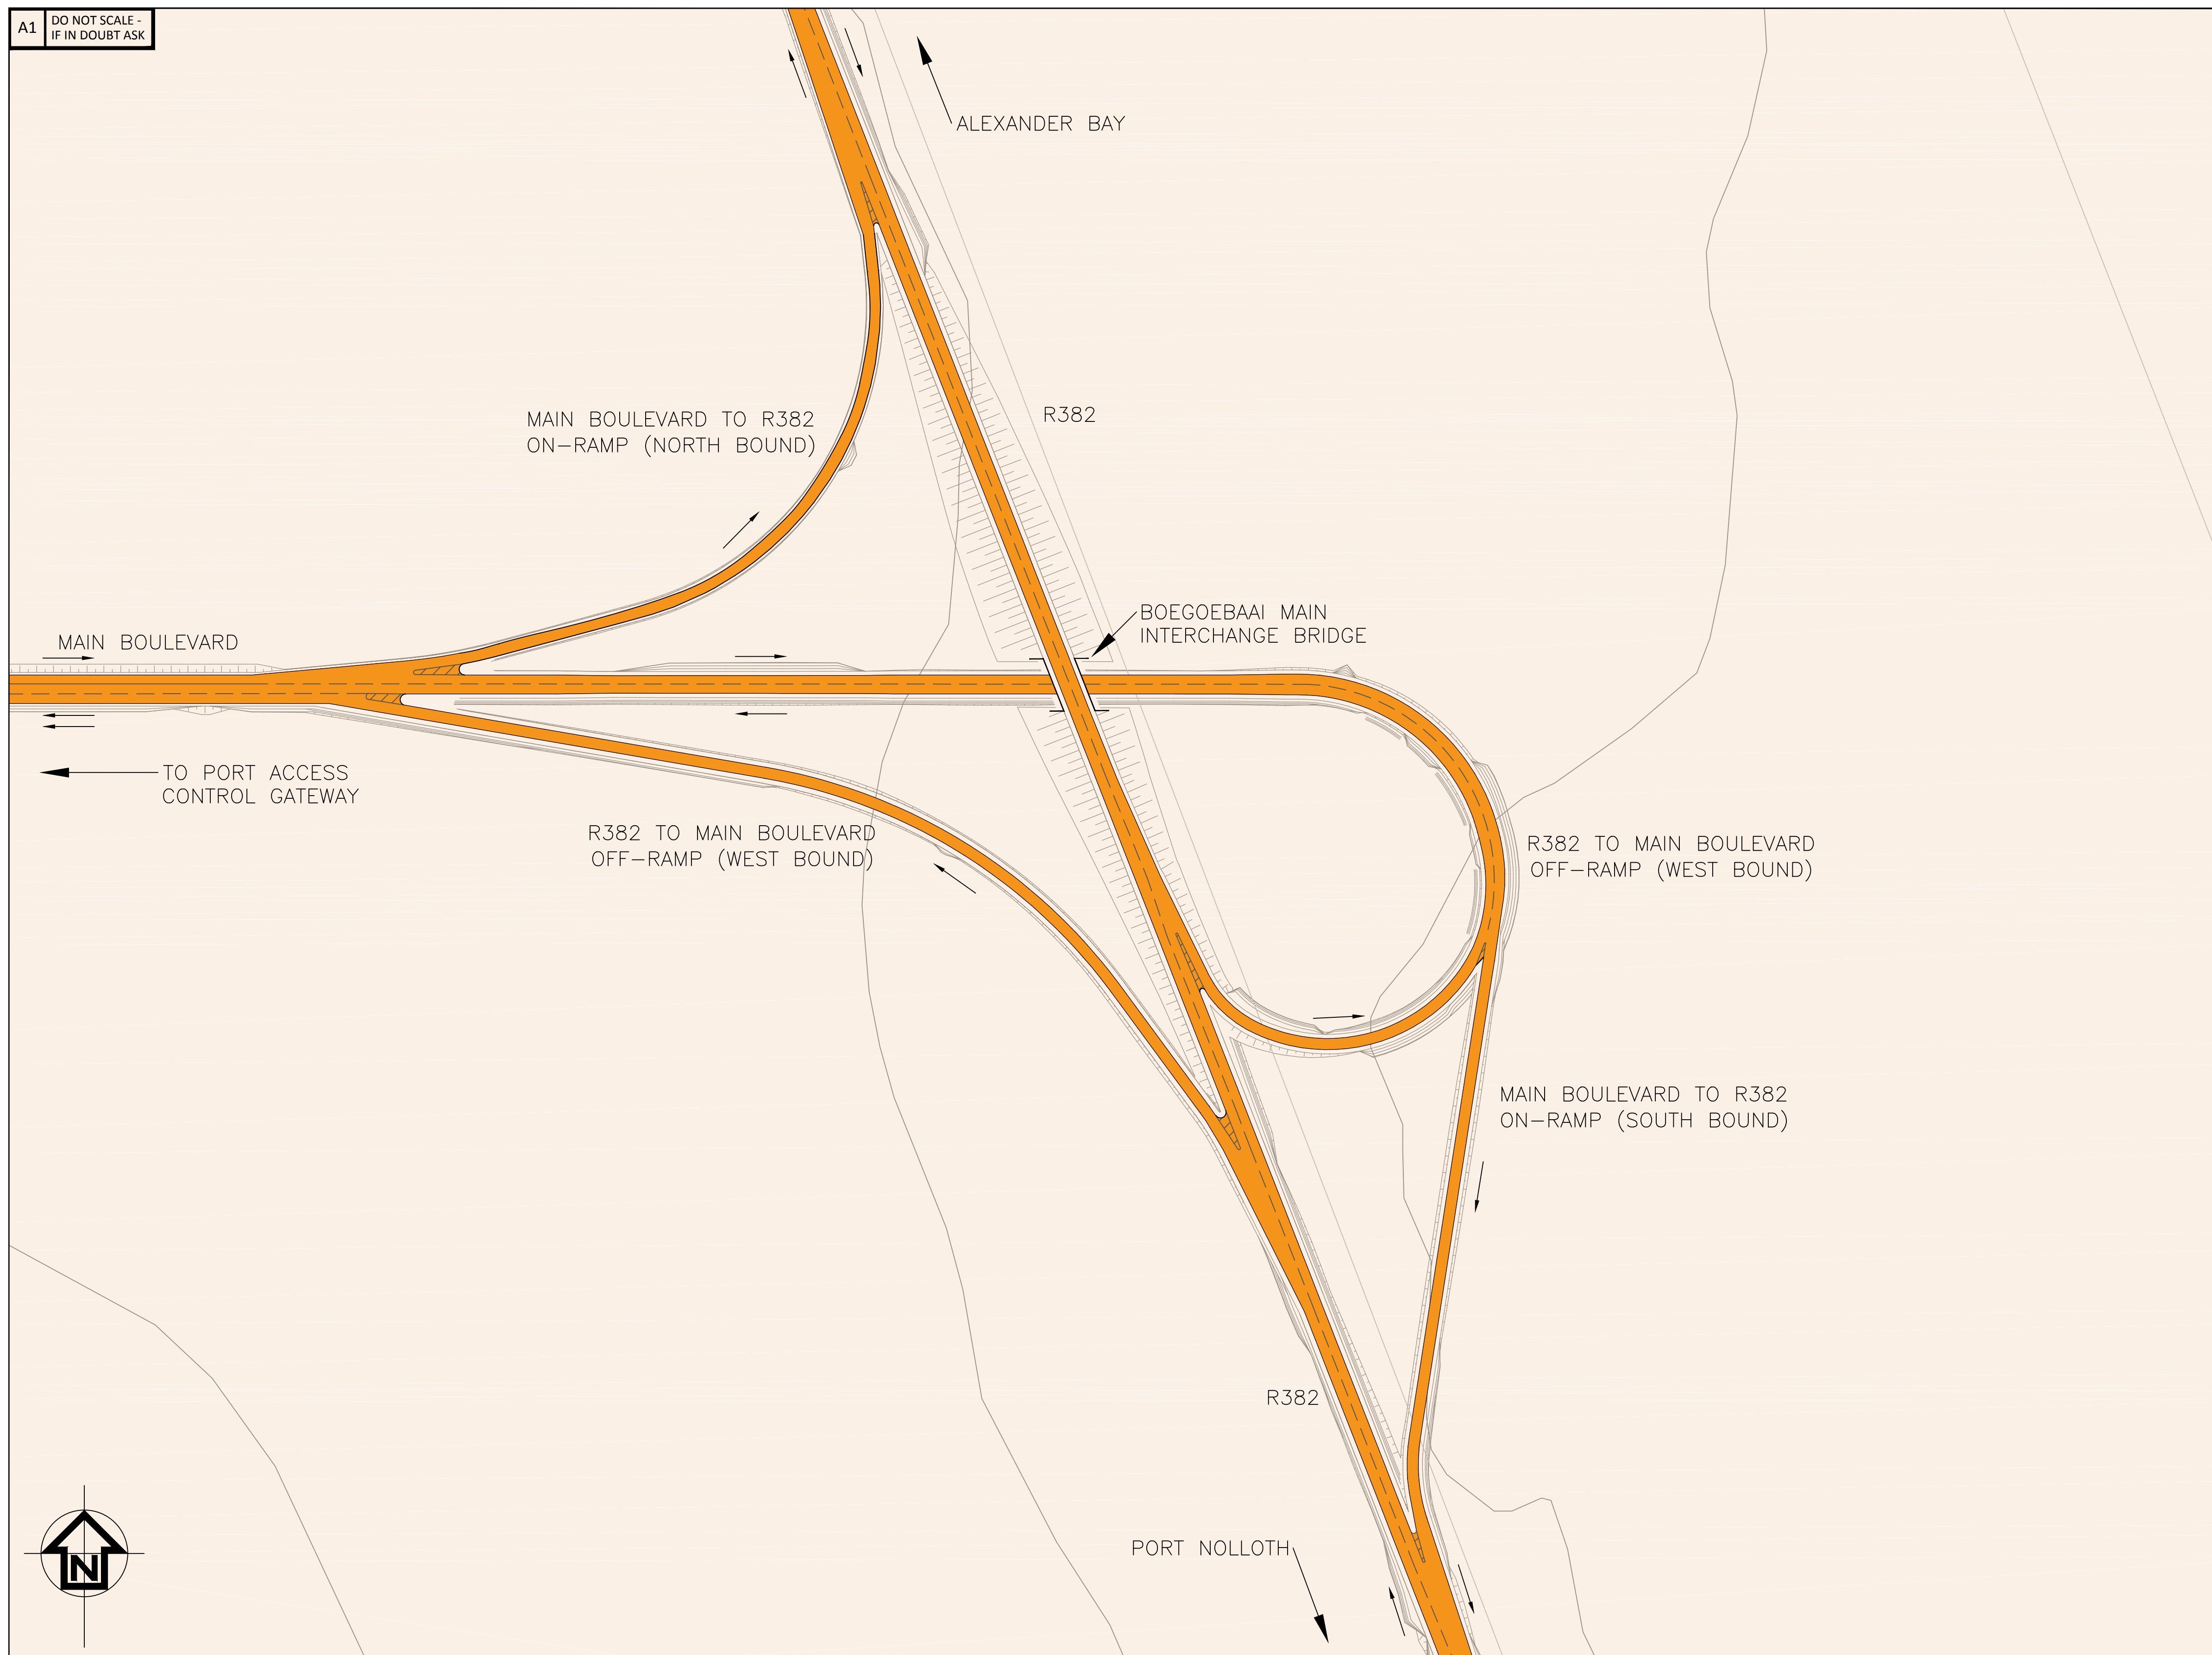 A1
DO NOT SCALE -
IF IN DOUBT ASK
ALEXANDER BAY
MAIN BOULEVARD TO R382
ON-RAMP (NORTH BOUND)
R382
BOEGOEBAAI MAIN
INTERCHANGE BRIDGE
MAIN BOULEVARD
TO PORT ACCESS
CONTROL GATEWAY
R382 TO MAIN BOULEVARD
OFF-RAMP (WEST BOUND)
R382 TO MAIN BOULEVARD
OFF-RAMP (WEST BOUND)
MAIN BOULEVARD TO R382
ON-RAMP (SOUTH BOUND)
R382
PORT NOLLOTH
N